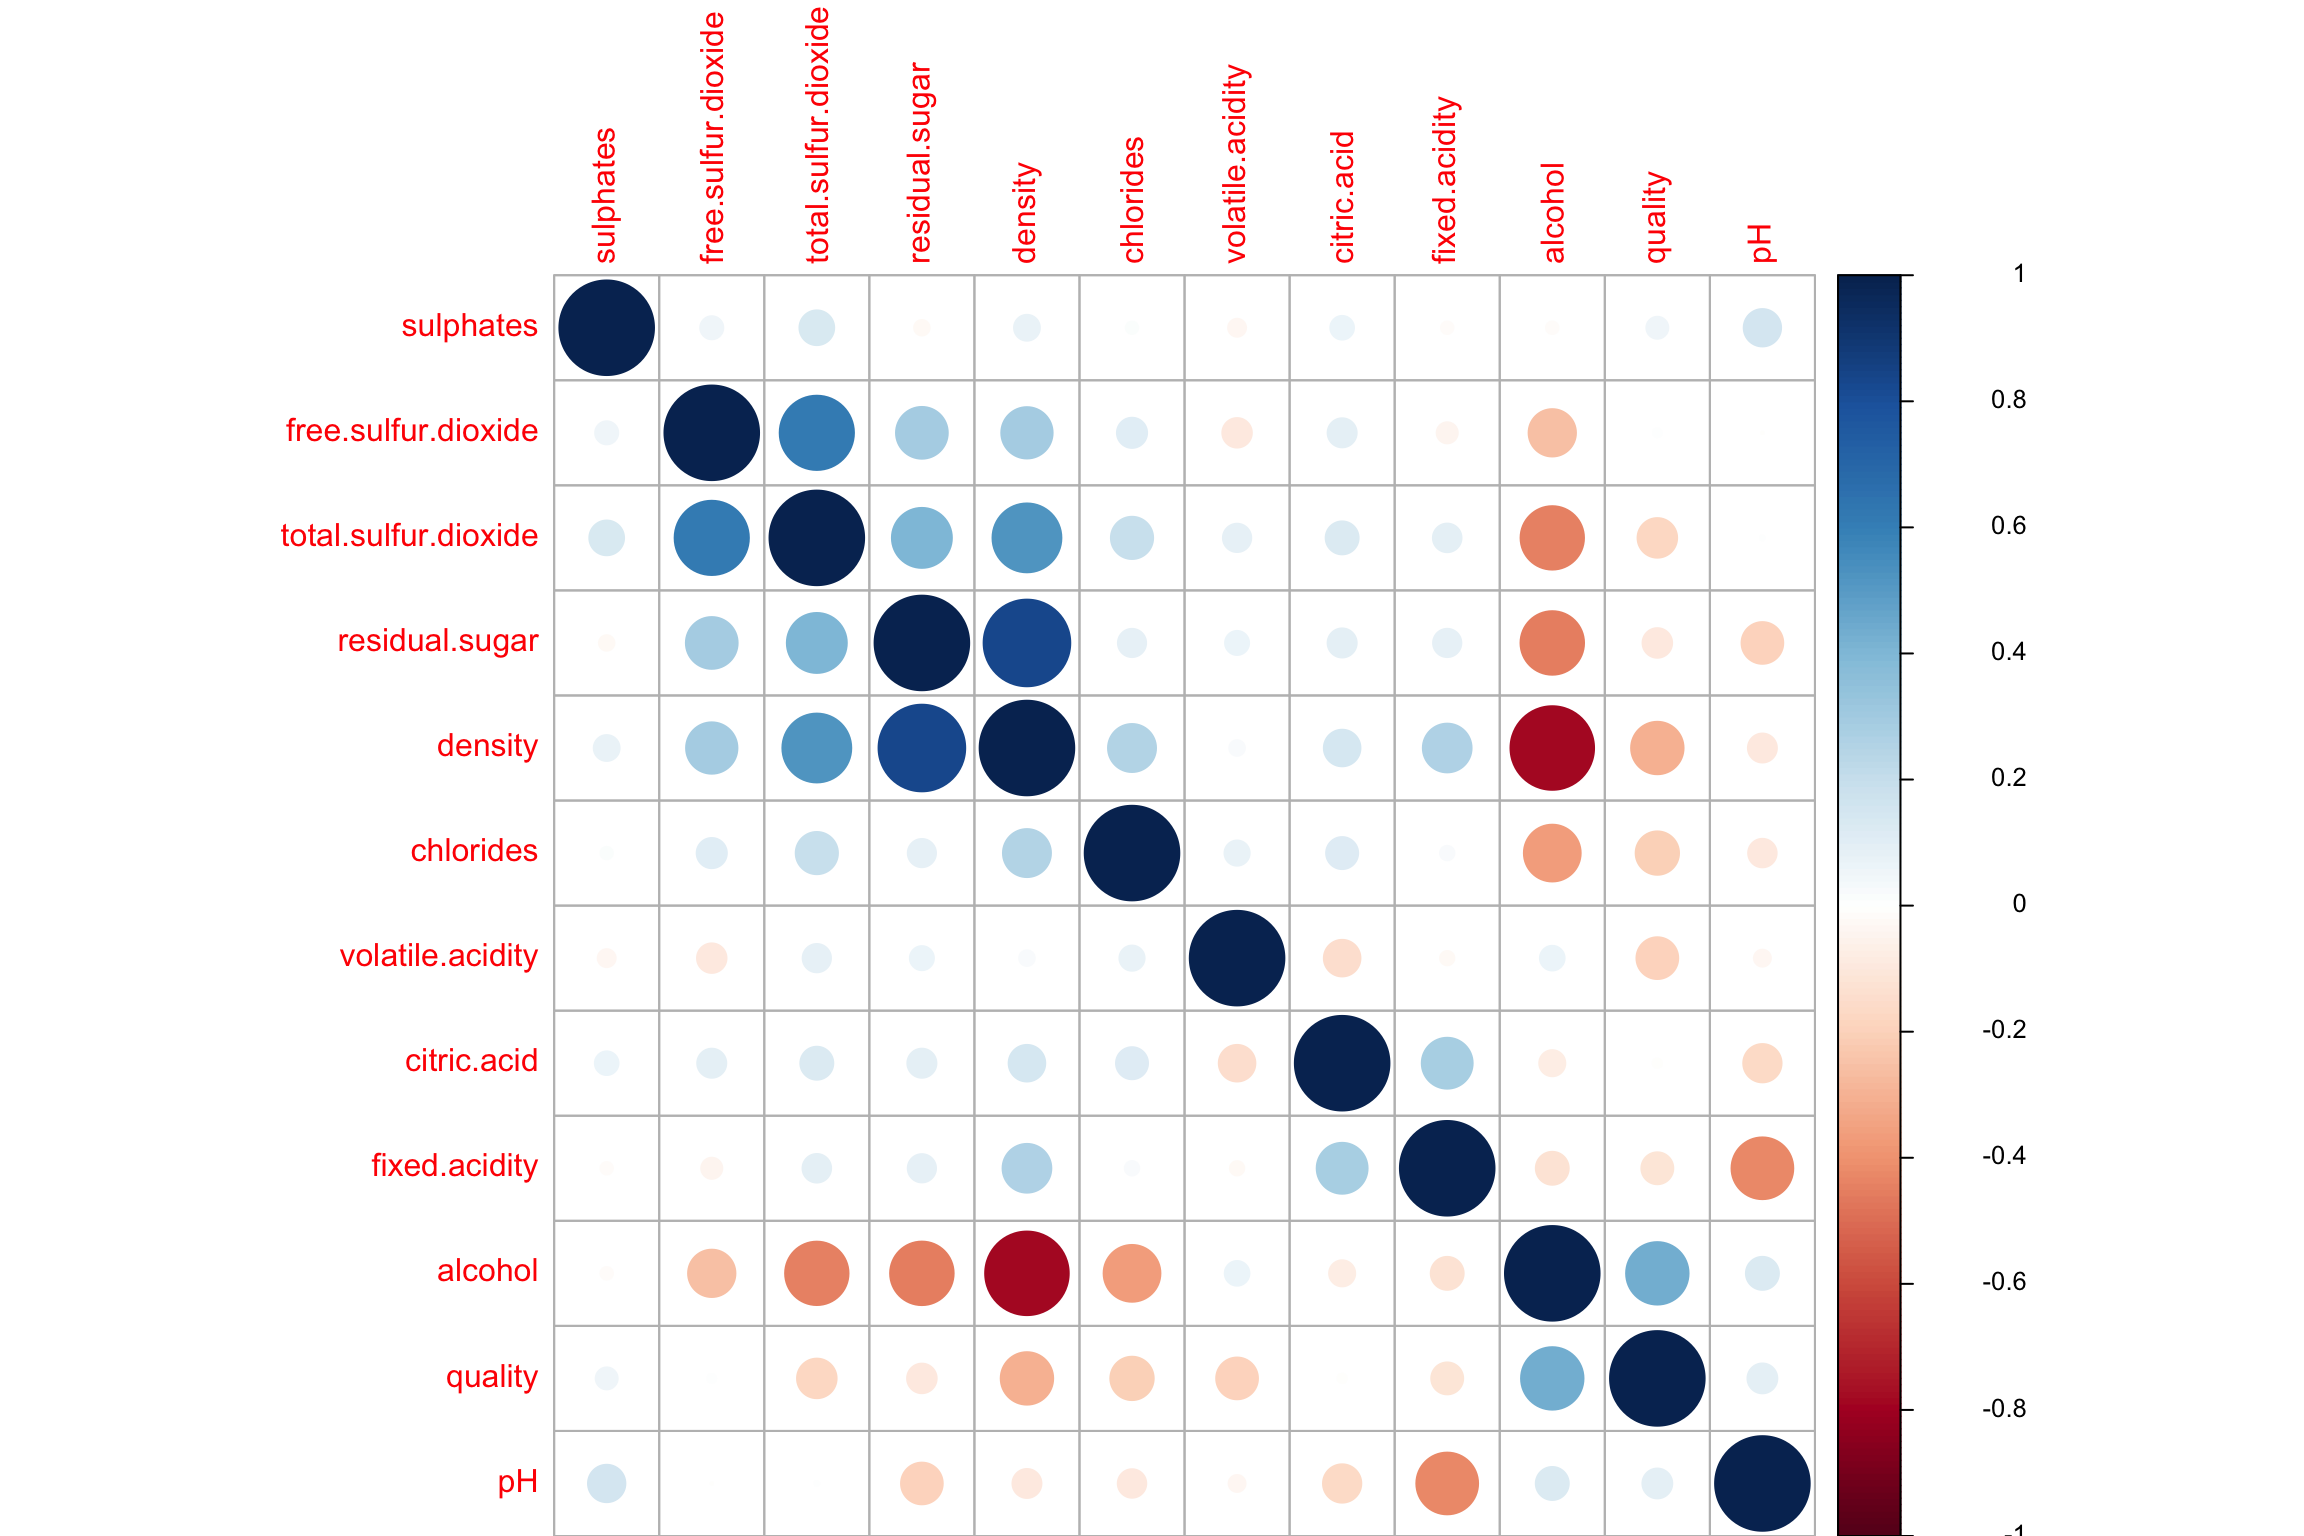 sulphates
free.sulfur.dioxide
total.sulfur.dioxide
residual.sugar
density
chlorides
volatile.acidity
citric.acid
fixed.acidity
alcohol
quality
pH
sulphates
free.sulfur.dioxide
total.sulfur.dioxide
residual.sugar
density
chlorides
volatile.acidity
citric.acid
fixed.acidity
alcohol
quality
pH
1
0.8
0.6
0.4
0.2
0
-0.2
-0.4
-0.6
-0.8
-1